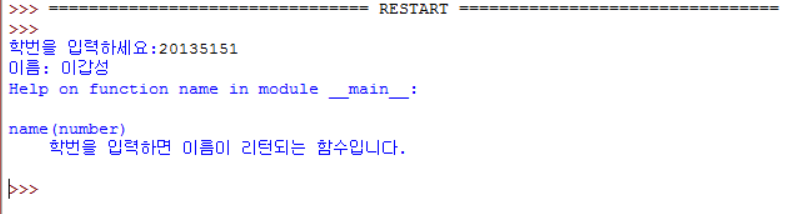 >>> ================================ RESTART ================================
>>>
학번을 입력하세요:20135151
이름: 이갑성
Help on function name in module __main__:
name(number)
학번을 입력하면 이름이 리턴되는 함수입니다.
>>>